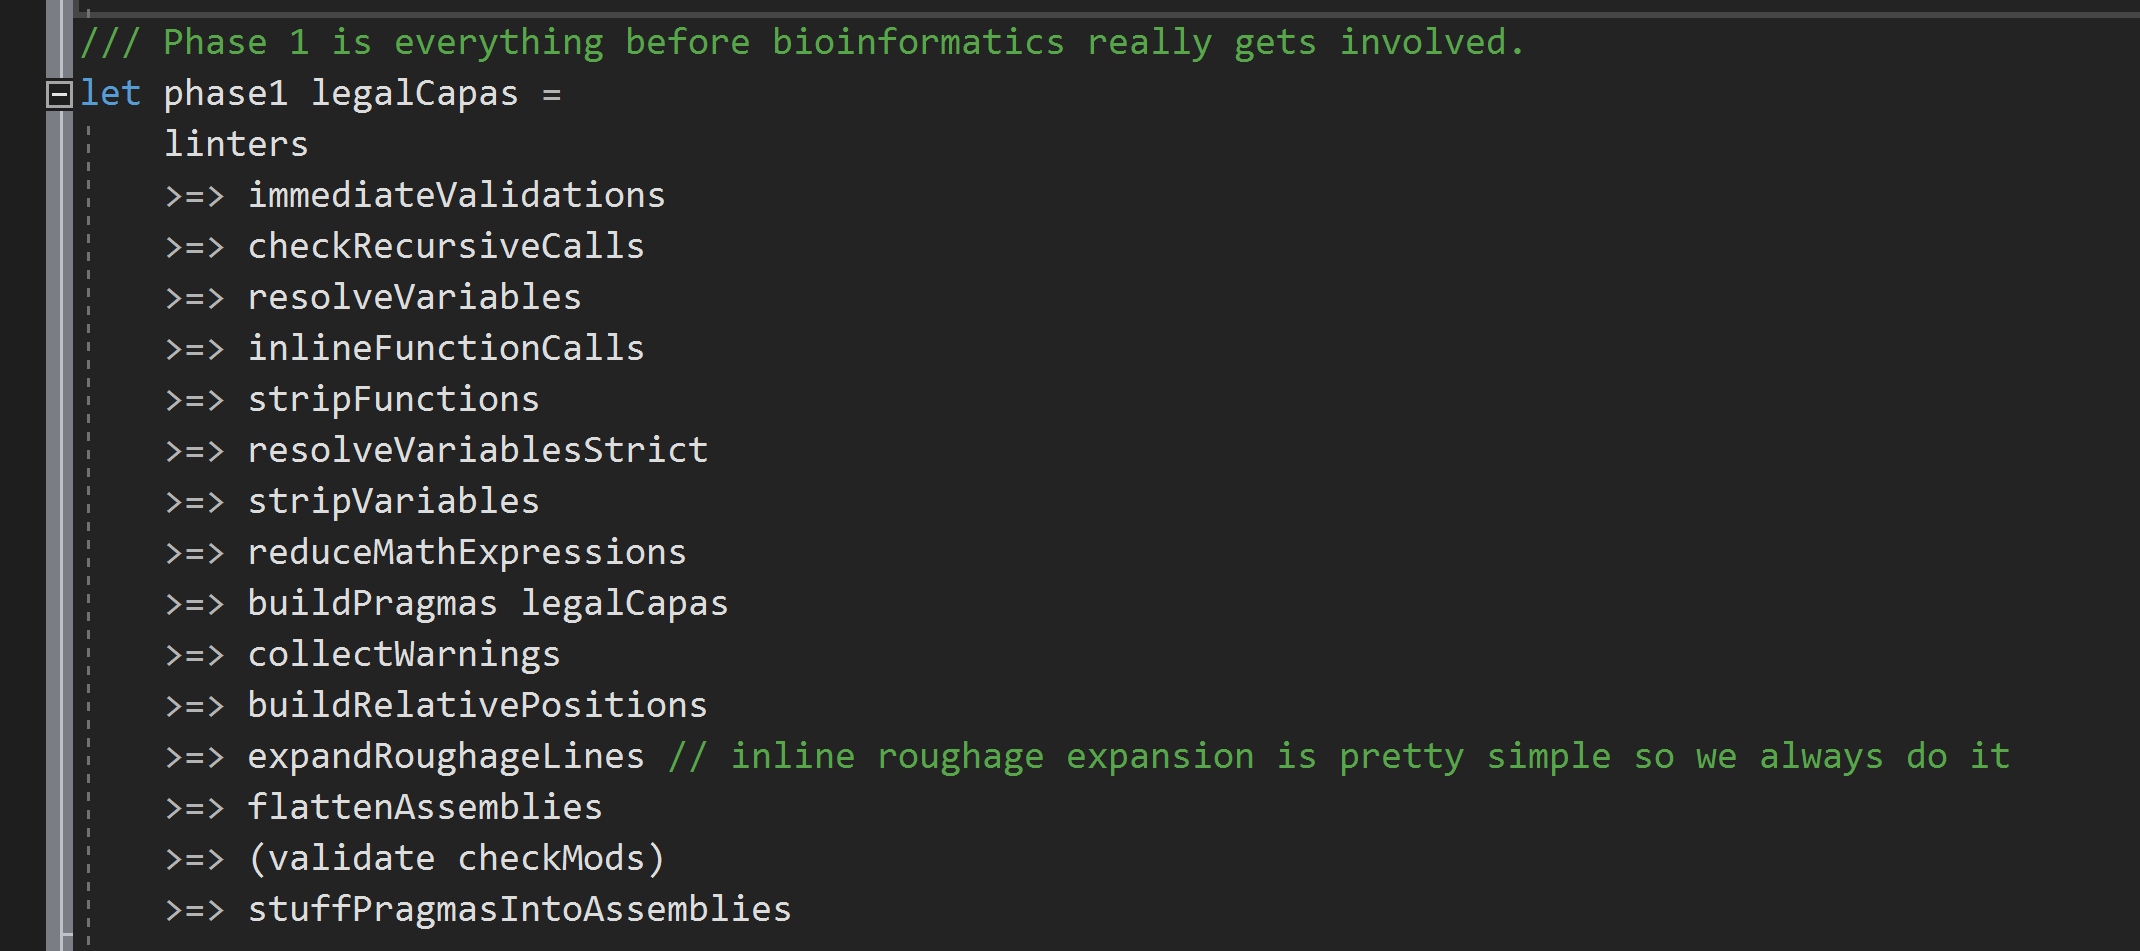 /// Phase 1 is everything before bioinformatics really gets involved.
let phase1 legalCapas =
    linters
    >=> immediateValidations
    >=> checkRecursiveCalls
    >=> resolveVariables
    >=> inlineFunctionCalls
    >=> stripFunctions
    >=> resolveVariablesStrict
    >=> stripVariables
    >=> reduceMathExpressions
    >=> buildPragmas legalCapas
    >=> collectWarnings
    >=> buildRelativePositions
    >=> expandRoughageLines // inline roughage expansion is pretty simple so we always do it
    >=> flattenAssemblies
    >=> (validate checkMods)
    >=> stuffPragmasIntoAssemblies